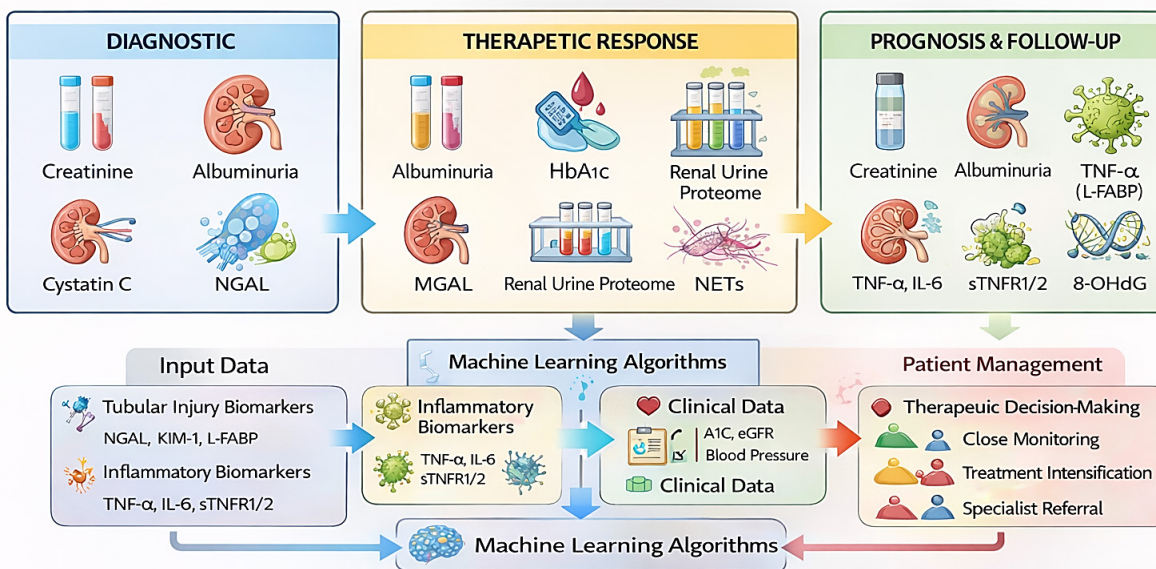 DIAGNOSTIC
Creatinine
Albuminuria
Cystatin C
NGAL
THERAPETIC RESPONSE
Albuminuria
HbA1c
Renal Urine
Proteome
MGAL
Renal Urine Proteome
NETs
PROGNOSIS & FOLLOW-UP
Creatinine
Albuminuria
TNF-α
(L-FABP)
TNF-α, IL-6
sTNFR1/2
8-OHdG
Input Data
Machine Learning Algorithms
Patient Management
Tubular Injury Biomarkers
NGAL, KIM-1, L-FABP
Inflammatory Biomarkers
TNF-α, IL-6, sTNFR1/2
Inflammatory
Biomarkers
TNF-α, IL-6
sTNFR1/2
Clinical Data
A1C, eGFR
Blood Pressure
Clinical Data
Therapeuic Decision-Making
Close Monitoring
Treatment Intensification
Specialist Referral
Machine Learning Algorithms